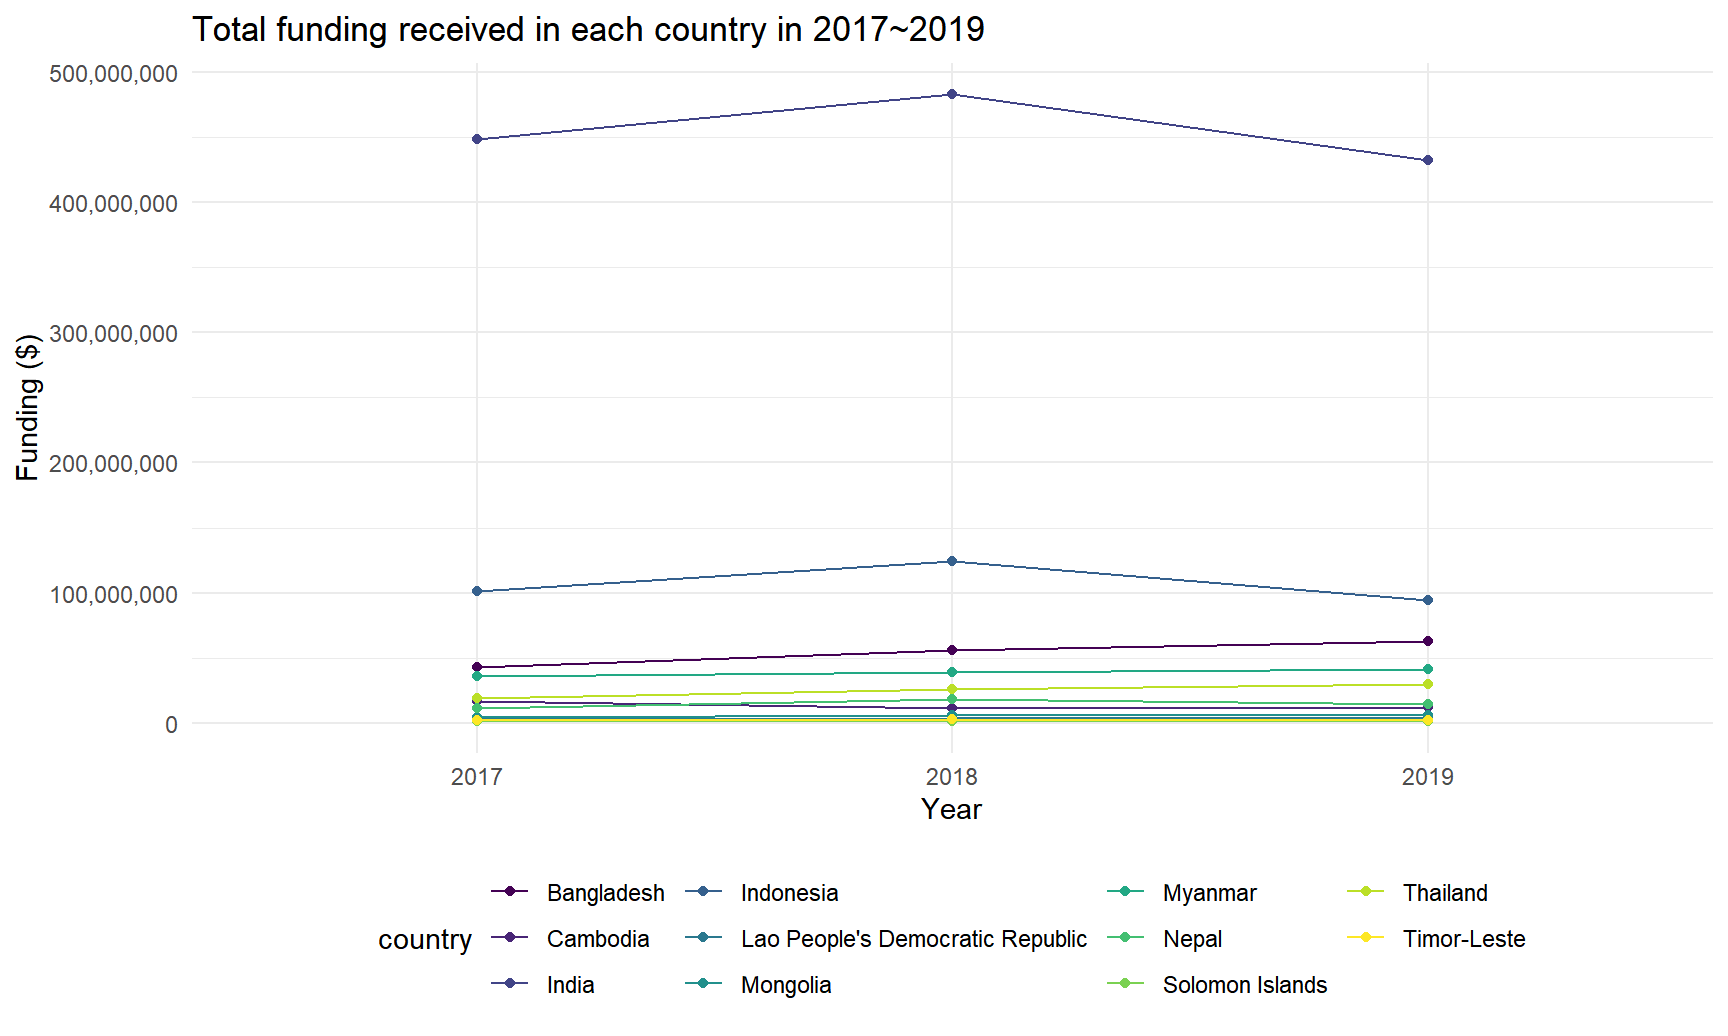 Total funding received in each country in 2017~2019
Funding ($)
500,000,000
400,000,000
300,000,000
200,000,000
100,000,000
0
2017
2018
2019
Year
country
Bangladesh
Cambodia
India
Indonesia
Lao People's Democratic Republic
Mongolia
Myanmar
Nepal
Solomon Islands
Thailand
Timor-Leste